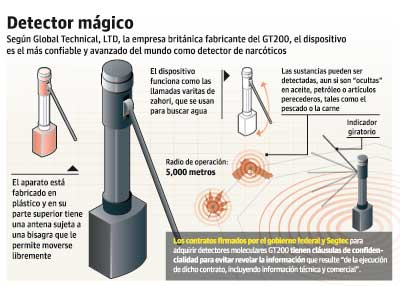 Detector mágico
Según Global Technical, LTD, la empresa británica fabricante del GT200, el dispositivo
es el más confiable y avanzado del mundo como detector de narcóticos
El dispositivo
funciona como las
llamadas varitas de
zahorí, que se usan
para buscar agua
Las sustancias pueden ser
detectadas, aun si son "ocultas"
en aceite, petróleo o artículos
perecederos, tales como el
pescado o la carne
Indicador
giratorio
Radio de operación:
5,000 metros
El aparato está
fabricado en
plástico y en su
parte superior tiene
una antena sujeta a
una bisagra que le
permite moverse
libremente
Los contratos firmados por el gobierno federal y Segtec para
adquirir detectores moleculares GT200 tienen cláusulas de confiden-
cialidad para evitar revelar la información que resulte "de la ejecución
de dicho contrato, incluyendo información técnica y comercial".